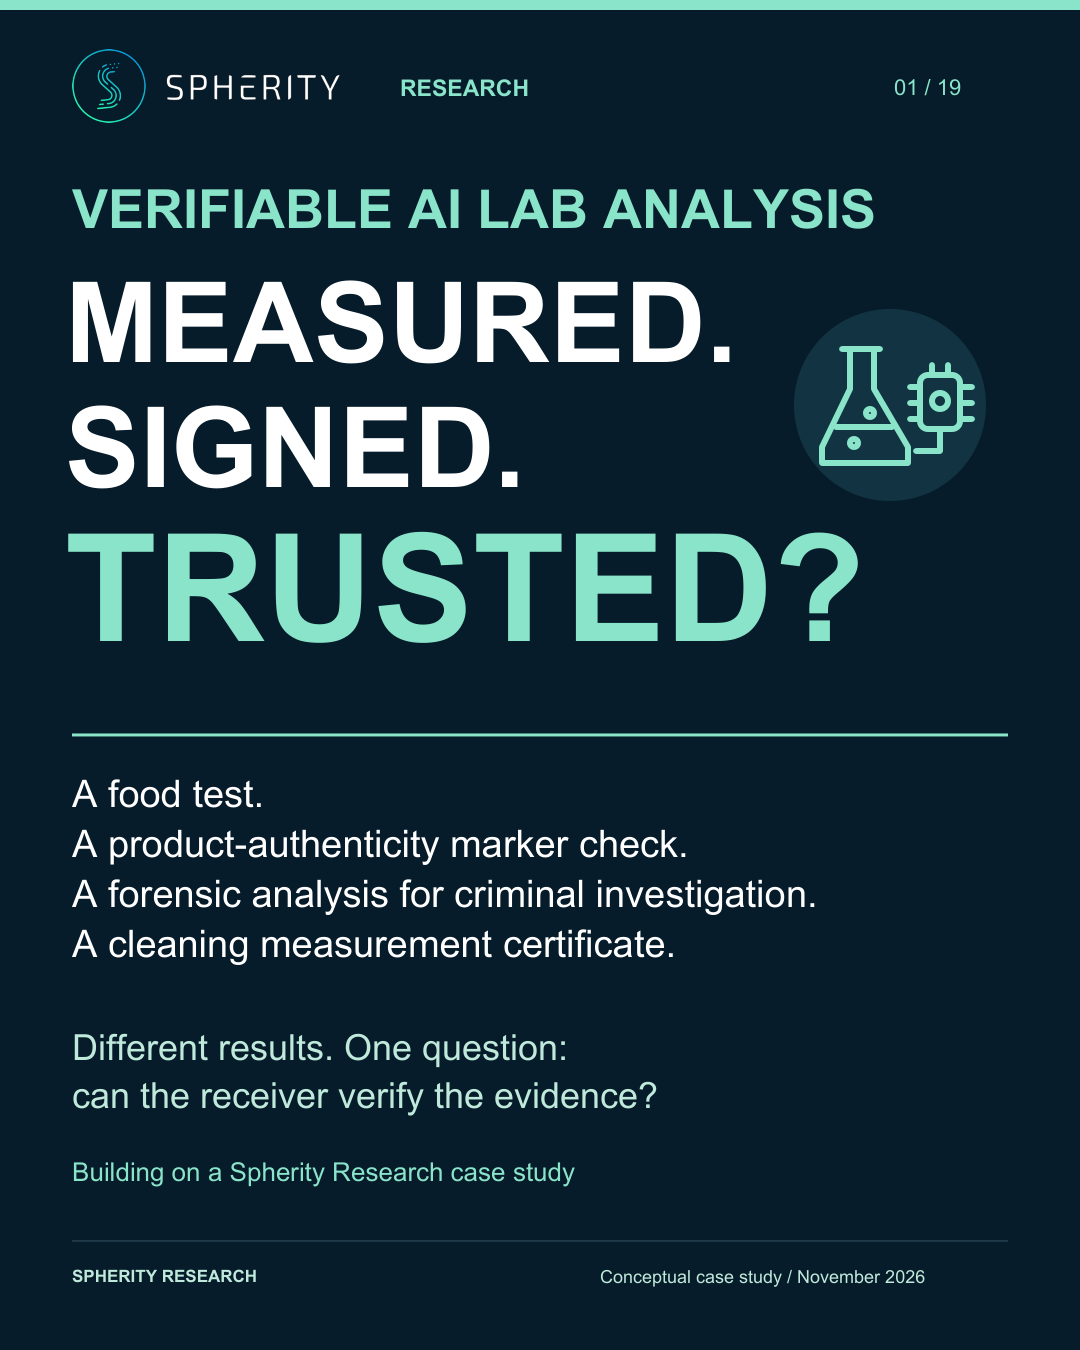 SPHERITY RESEARCH 01 / 19
VERIFIABLE AI LAB ANALYSIS
MEASURED.
SIGNED.
TRUSTED?
A food test.
A product-authenticity marker check.
A forensic analysis for criminal investigation.
A cleaning measurement certificate.
Different results. One question:
can the receiver verify the evidence?
Building on a Spherity Research case study
SPHERITY RESEARCH Conceptual case study / November 2026